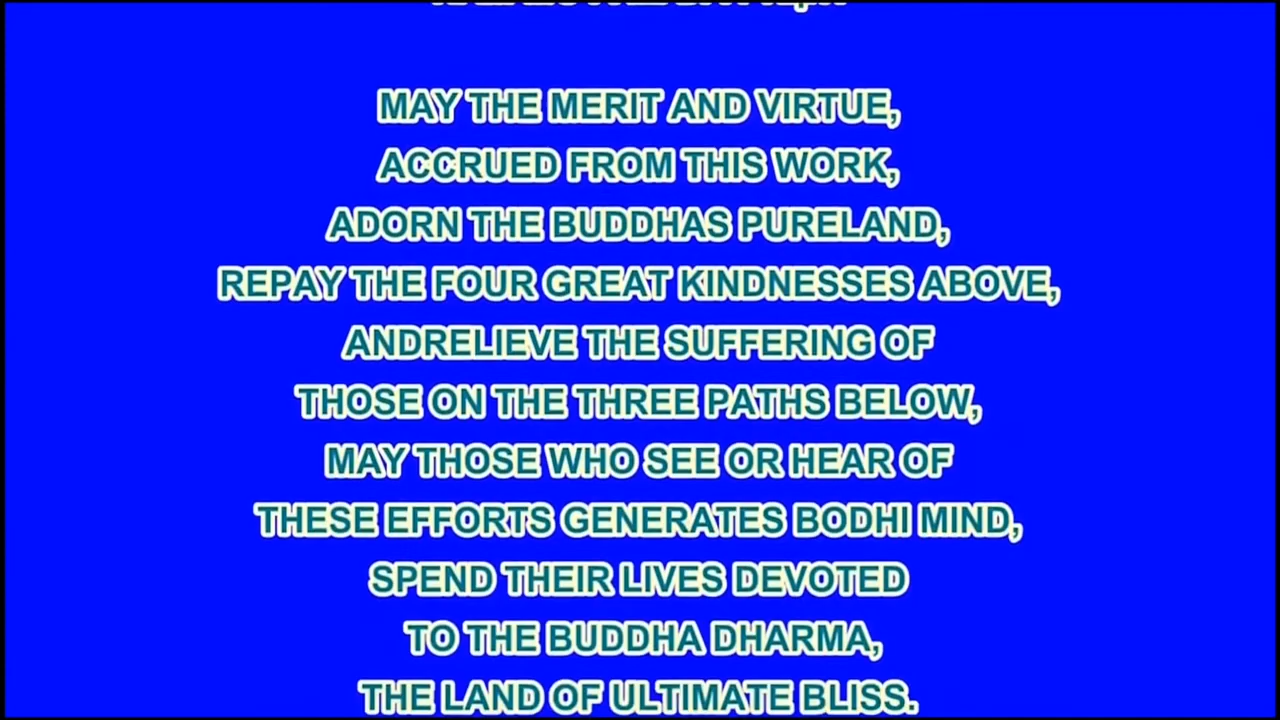 MAY THE MERIT AND VIRTUE,
ACCRUED FROM THIS WORK,
ADORN THE BUDDHAS PURELAND,
REPAY THE FOUR GREAT KINDNESSES ABOVE,
ANDRELIEVE THE SUFFERING OF
THOSE ON THE THREE PATHS BELOW,
MAY THOSE WHO SEE OR HEAR OF
THESE EFFORTS GENERATES BODHI MIND,
SPEND THEIR LIVES DEVOTED
TO THE BUDDHA DHARMA,
THE LAND OF ULTIMATE BLISS.